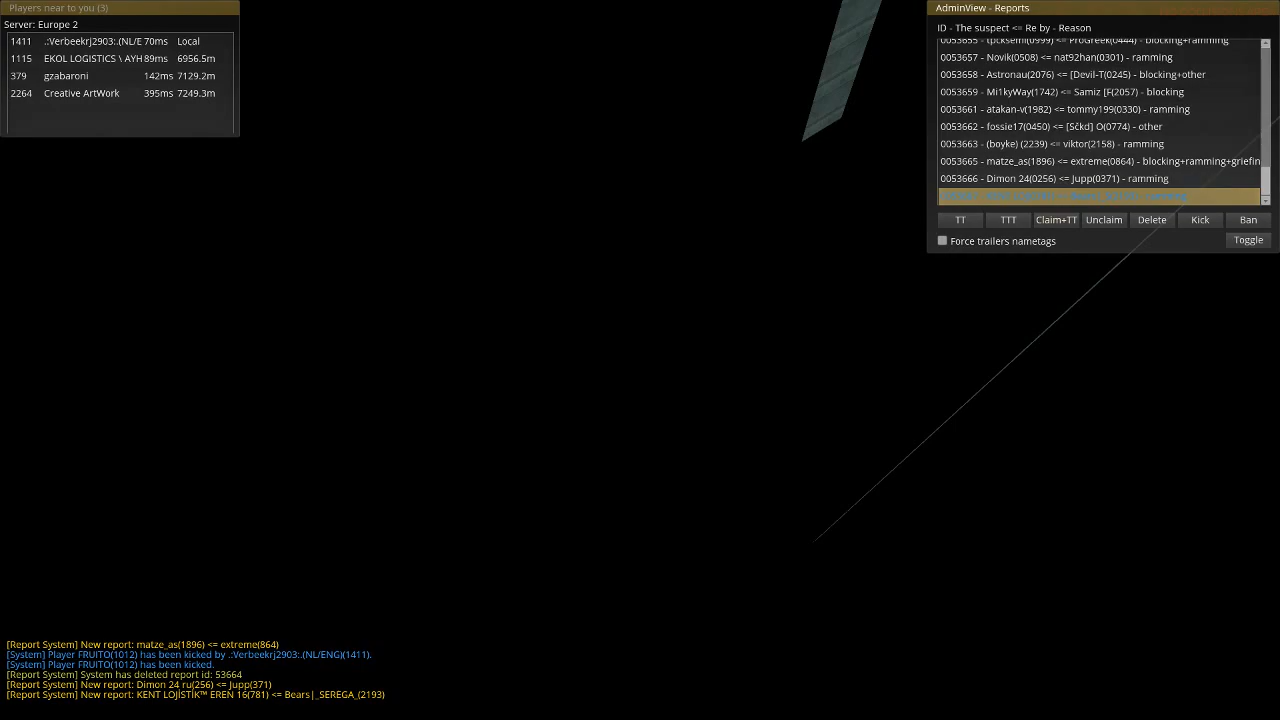 Players near to you (3)
Server: Europe 2
1411 .:Verbeekrj2903:.(NL/E 70ms Local
1115 EKOL LOGISTICS \ AYH 89ms 6956.5m
379 gzabaroni 142ms 7129.2m
2264 Creative ArtWork 395ms 7249.3m
AdminView - Reports
ID - The suspect <= Re by - Reason
0053655 - tpcksemi(0999) <= ProGreek(0444) - blocking+ramming
0053657 - Novik(0508) <= nat92han(0301) - ramming
0053658 - Astronau(2076) <= [Devil-T(0245) - blocking+other
0053659 - Mi1kyWay(1742) <= Samiz [F(2057) - blocking
0053661 - atakan-v(1982) <= tommy199(0330) - ramming
0053662 - fossie17(0450) <= [Sčkd] O(0774) - other
0053663 - (boyke) (2239) <= viktor(2158) - ramming
0053665 - matze_as(1896) <= extreme(0864) - blocking+ramming+griefin
0053666 - Dimon 24(0256) <= Jupp(0371) - ramming
TT TTT Claim+TT Unclaim Delete Kick Ban
Force trailers nametags Toggle
[Report System] New report: matze_as(1896) <= extreme(864)
[System] Player FRUITO(1012) has been kicked by .:Verbeekrj2903:.(NL/ENG)(1411).
[System] Player FRUITO(1012) has been kicked.
[Report System] System has deleted report id: 53664
[Report System] New report: Dimon 24 ru(256) <= Jupp(371)
[Report System] New report: KENT LOJİSTİK™ EREN 16(781) <= Bears|_SEREGA_(2193)